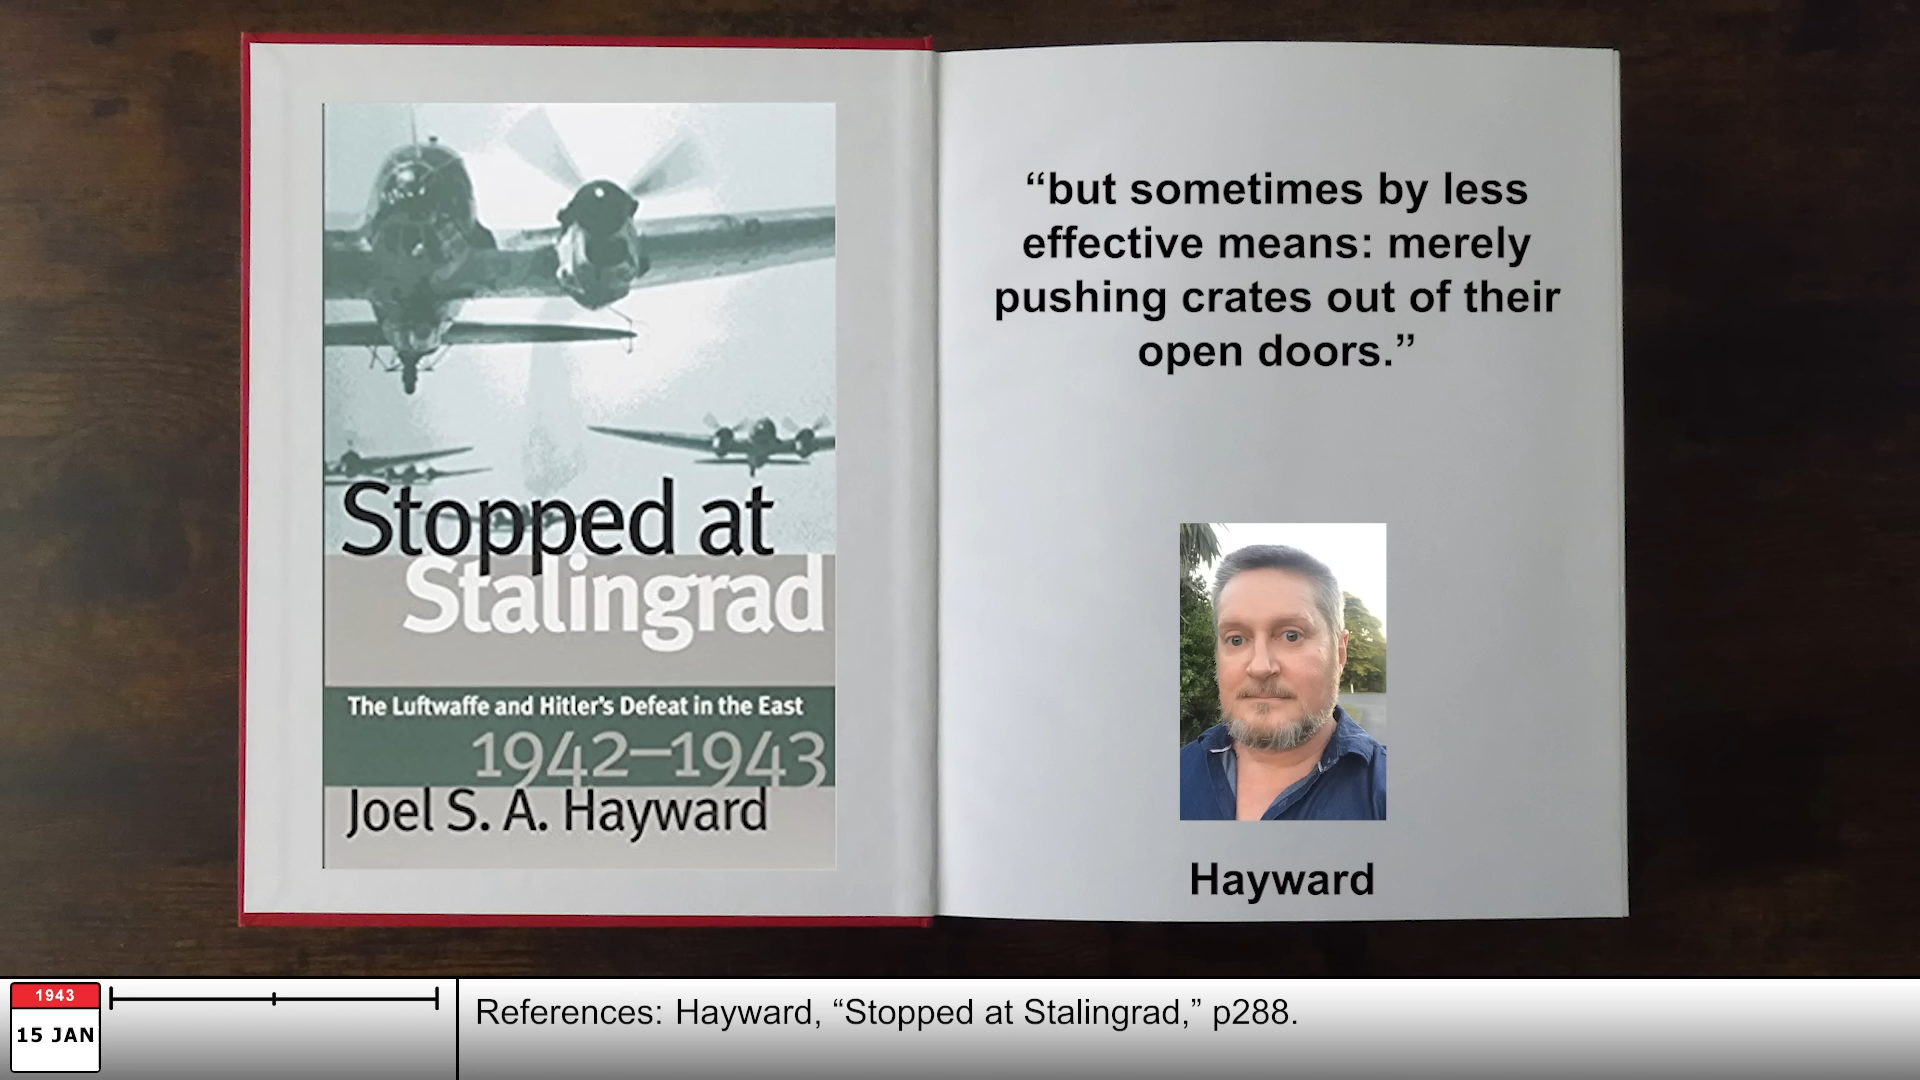 Stopped at
Stalingrad
The Luftwaffe and Hitler's Defeat in the East
1942–1943
Joel S. A. Hayward
“but sometimes by less
effective means: merely
pushing crates out of their
open doors.”
Hayward
1943
15 JAN
References: Hayward, “Stopped at Stalingrad,” p288.